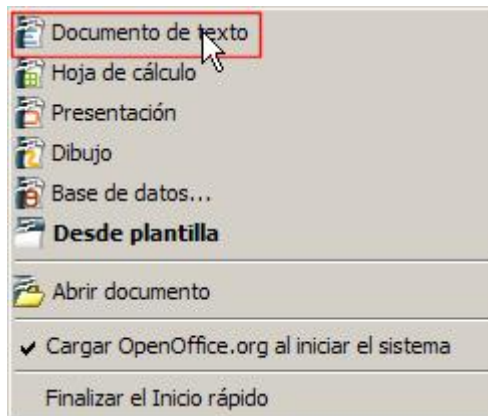 Documento de texto
Hoja de cálculo
Presentación
Dibujo
Base de datos...
Desde plantilla
Abrir documento
Cargar OpenOffice.org al iniciar el sistema
Finalizar el Inicio rápido